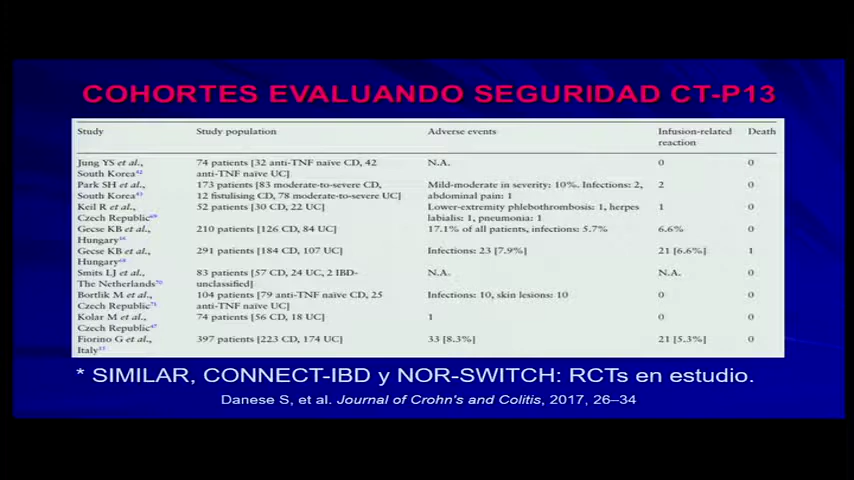 COHORTES EVALUANDO SEGURIDAD CT-P13
Study Study population Adverse events Infusion-related Death
reaction
Jung YS et al., 74 patients [32 anti-TNF naïve CD, 42 N.A. 0 0
South Korea42 anti-TNF naïve UC]
Park SH et al., 173 patients [83 moderate-to-severe CD, Mild-moderate in severity: 10%. Infections: 2, 2 0
South Korea43 12 fistulising CD, 78 moderate-to-severe UC] abdominal pain: 1
Keil R et al., 52 patients [30 CD, 22 UC] Lower-extremity phlebothrombosis: 1, herpes 1 0
Czech Republic69 labialis: 1, pneumonia: 1
Gecse KB et al., 210 patients [126 CD, 84 UC] 17.1% of all patients, infections: 5.7% 6.6% 0
Hungary
Gecse KB et al., 291 patients [184 CD, 107 UC] Infections: 23 [7.9%] 21 [6.6%] 1
Hungary
Smits LJ et al., 83 patients [57 CD, 24 UC, 2 IBD- N.A. N.A. 0
The Netherlands70 unclassified]
Bortlik M et al., 104 patients [79 anti-TNF naïve CD, 25 Infections: 10, skin lesions: 10 0 0
Czech Republic71 anti-TNF naïve UC]
Kolar M et al., 74 patients [56 CD, 18 UC] 1 0 0
Czech Republic
Fiorino G et al., 397 patients [223 CD, 174 UC] 33 [8.3%] 21 [5.3%] 0
Italy
* SIMILAR, CONNECT-IBD y NOR-SWITCH: RCTs en estudio.
Danese S, et al. Journal of Crohn's and Colitis, 2017, 26–34